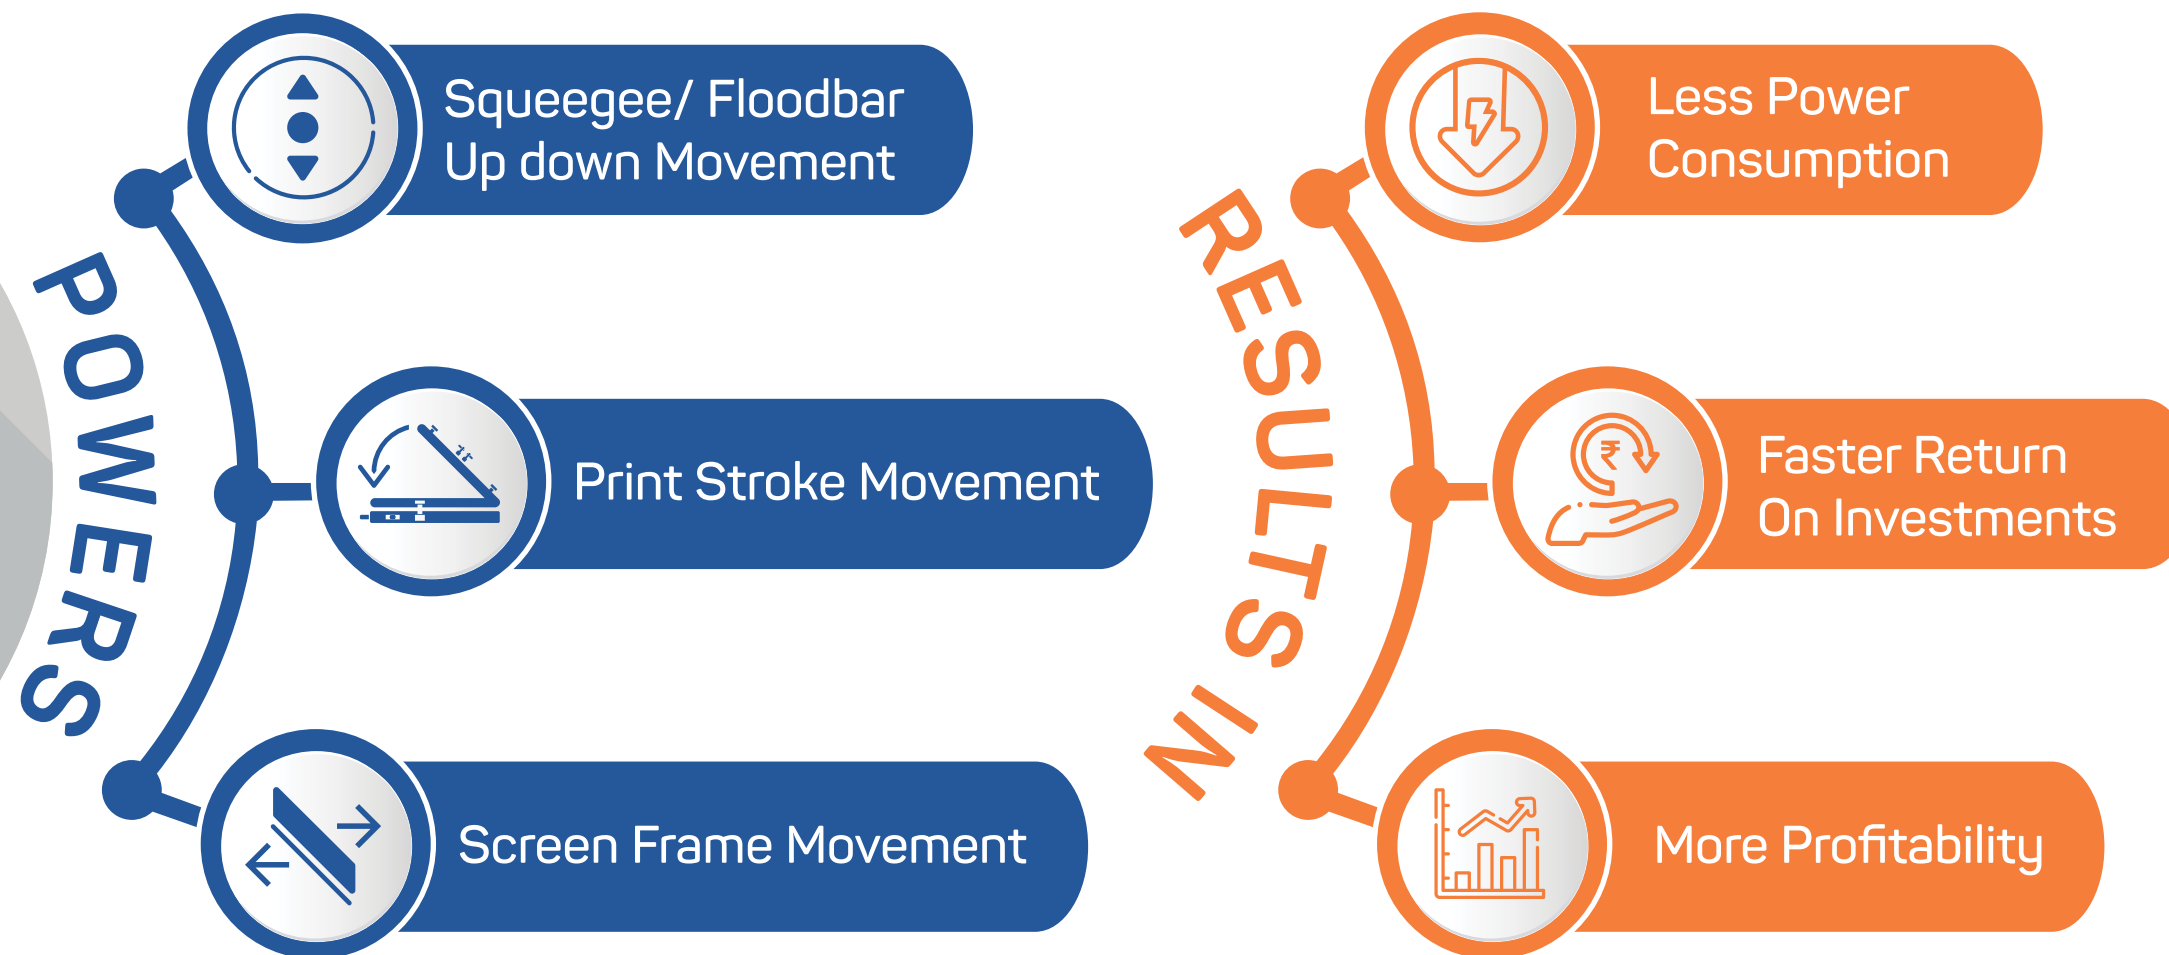 POWERS
Squeegee/ Floodbar
Up down Movement
Print Stroke Movement
Screen Frame Movement
RESULTS IN
Less Power
Consumption
₹
Faster Return
On Investments
More Profitability